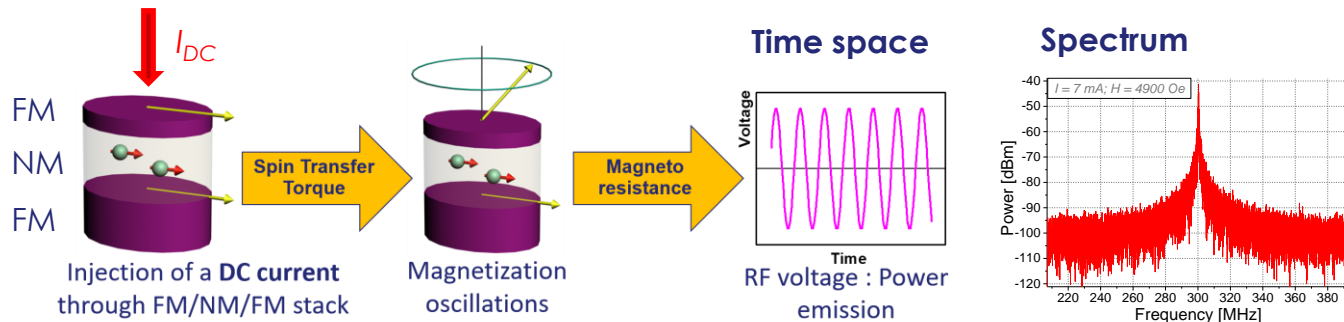 I_DC
FM
NM
FM
Injection of a DC current
through FM/NM/FM stack
Spin Transfer
Torque
Magnetization
oscillations
Magneto
resistance
Time space
Voltage
Time
RF voltage : Power
emission
Spectrum
I = 7 mA; H = 4900 Oe
Power [dBm]
-40
-50
-60
-70
-80
-90
-100
-110
-120
220 240 260 280 300 320 340 360 380
Frequency [MHz]